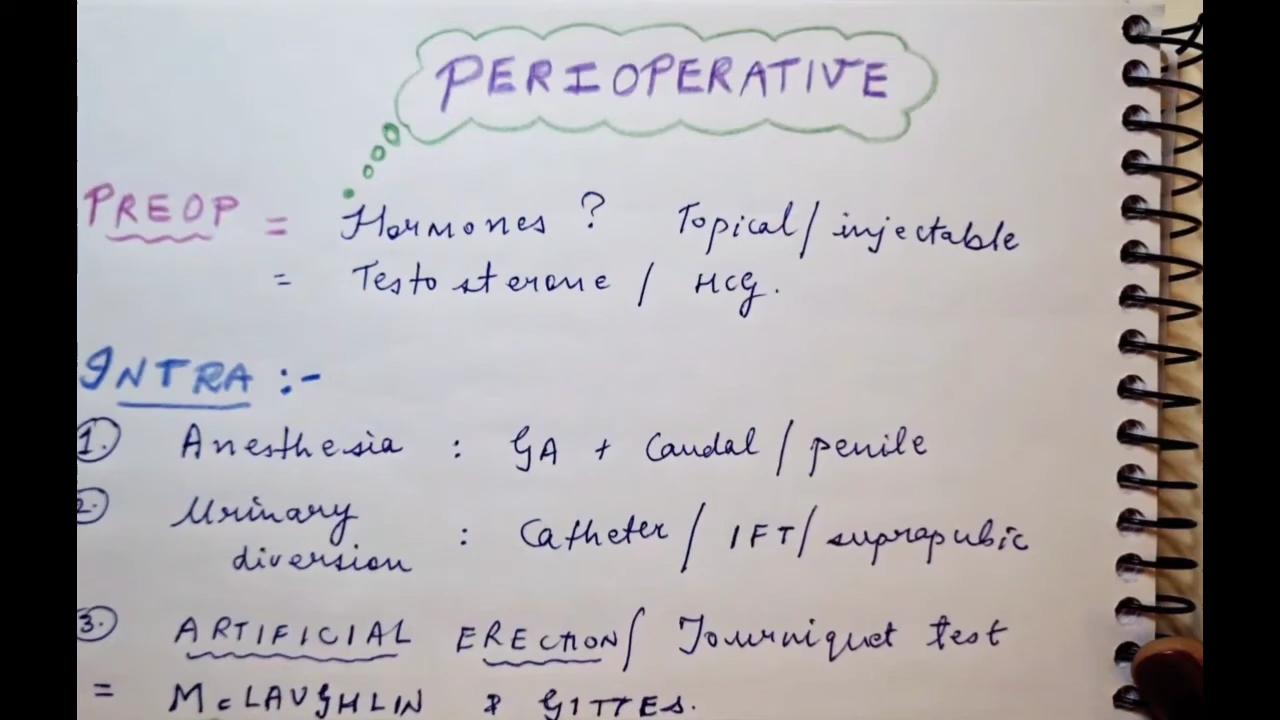 PERIOPERATIVE
PREOP = Hormones ? Topical / injectable
= Testosterone / HCG.
INTRA :-
1. Anesthesia : GA + Caudal / penile
2. Urinary diversion : Catheter / IFT / suprapubic
3. ARTIFICIAL ERECTION / Tourniquet test
= McLAUGHLIN & GITTES.